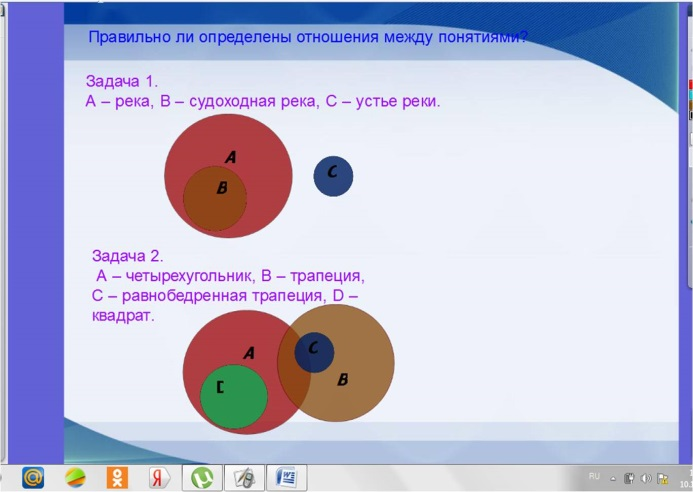 Правильно ли определены отношения между понятиями?
Задача 1.
А – река, В – судоходная река, С – устье реки.
A
B
C
Задача 2.
А – четырехугольник, В – трапеция,
С – равнобедренная трапеция, D –
квадрат.
A
C
B
RU